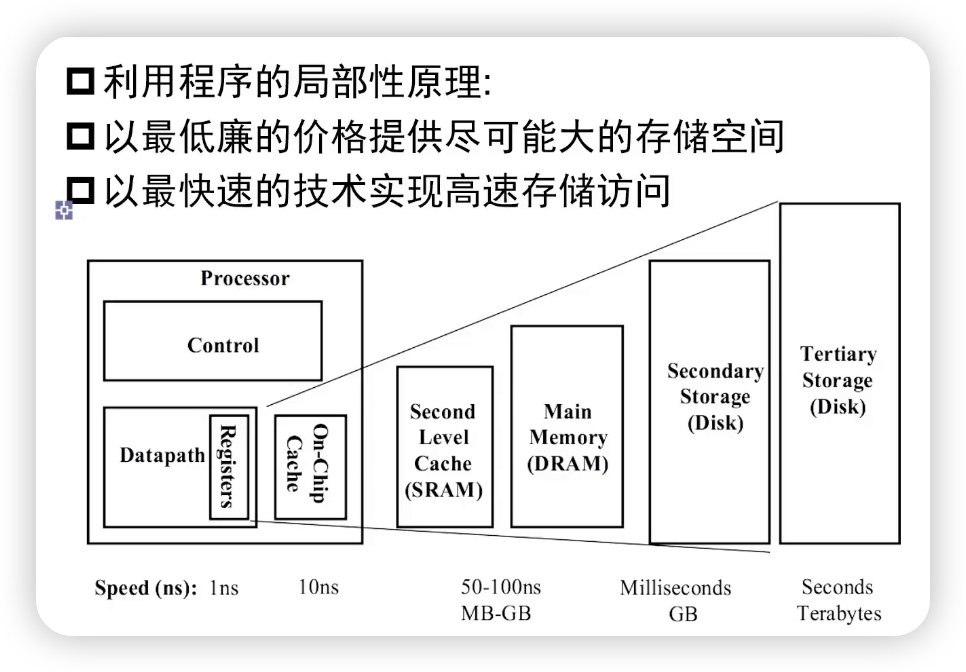 利用程序的局部性原理:
以最低廉的价格提供尽可能大的存储空间
以最快速的技术实现高速存储访问
Processor
Control
Datapath
Registers
On-Chip
Cache
Second
Level
Cache
(SRAM)
Main
Memory
(DRAM)
Secondary
Storage
(Disk)
Tertiary
Storage
(Disk)
Speed (ns): 1ns 10ns 50-100ns Milliseconds Seconds
MB-GB GB Terabytes